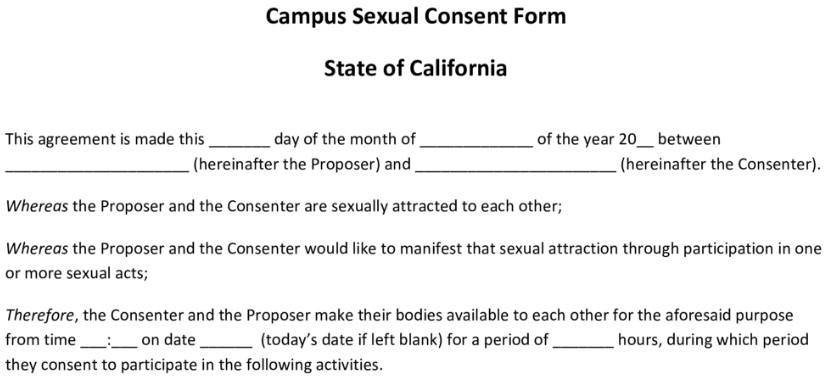 Campus Sexual Consent Form
State of California
This agreement is made this _______ day of the month of _____________ of the year 20__ between
_____________________ (hereinafter the Proposer) and _______________________ (hereinafter the Consenter).
Whereas the Proposer and the Consenter are sexually attracted to each other;
Whereas the Proposer and the Consenter would like to manifest that sexual attraction through participation in one
or more sexual acts;
Therefore, the Consenter and the Proposer make their bodies available to each other for the aforesaid purpose
from time ___:___ on date ______ (today’s date if left blank) for a period of _______ hours, during which period
they consent to participate in the following activities.